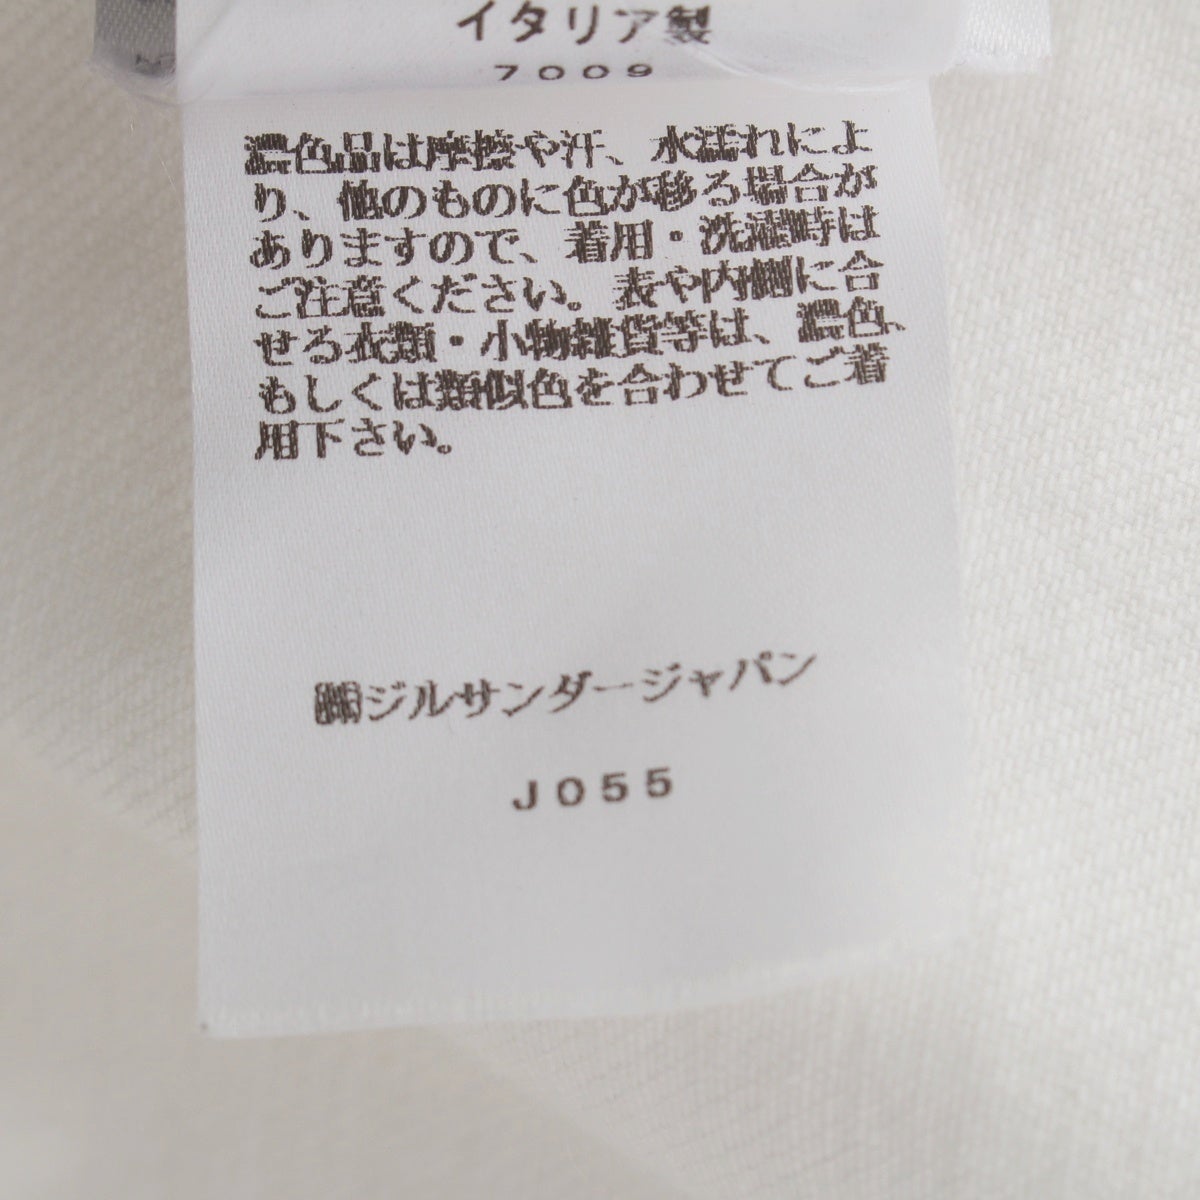 イタリア製
7009
濃色品は摩擦や汗、水濡れによ
り、他のものに色が移る場合が
ありますので、着用・洗濯時は
ご注意ください。表や内側に合
せる衣類・小物雑貨等は、濃色、
もしくは類似色を合わせてご着
用下さい。
㈱ジルサンダージャパン
J055